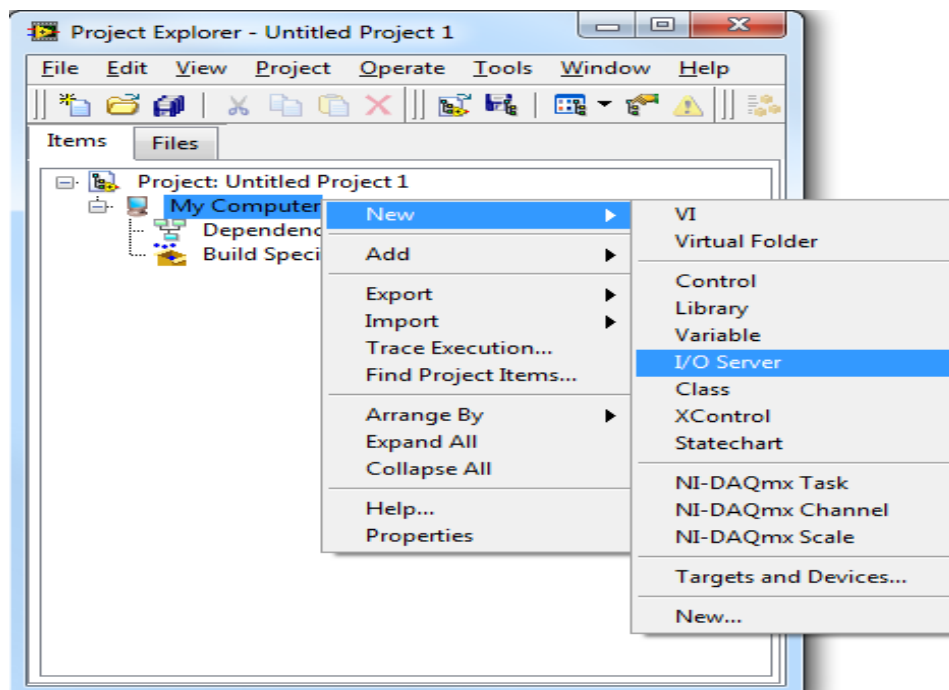 Project Explorer - Untitled Project 1
File Edit View Project Operate Tools Window Help
Items Files
Project: Untitled Project 1
My Computer
Dependenc
Build Speci
New
Add
Export
Import
Trace Execution...
Find Project Items...
Arrange By
Expand All
Collapse All
Help...
Properties
VI
Virtual Folder
Control
Library
Variable
I/O Server
Class
XControl
Statechart
NI-DAQmx Task
NI-DAQmx Channel
NI-DAQmx Scale
Targets and Devices...
New...